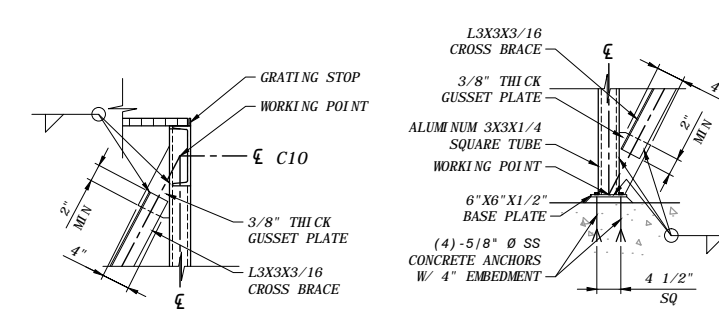 GRATING STOP
WORKING POINT
℄ C10
2"
MIN
4"
3/8" THICK
GUSSET PLATE
L3X3X3/16
CROSS BRACE
℄
L3X3X3/16
CROSS BRACE
℄
3/8" THICK
GUSSET PLATE
4
2"
MIN
ALUMINUM 3X3X1/4
SQUARE TUBE
WORKING POINT
6"X6"X1/2"
BASE PLATE
(4)-5/8" Ø SS
CONCRETE ANCHORS
W/ 4" EMBEDMENT
4 1/2"
SQ